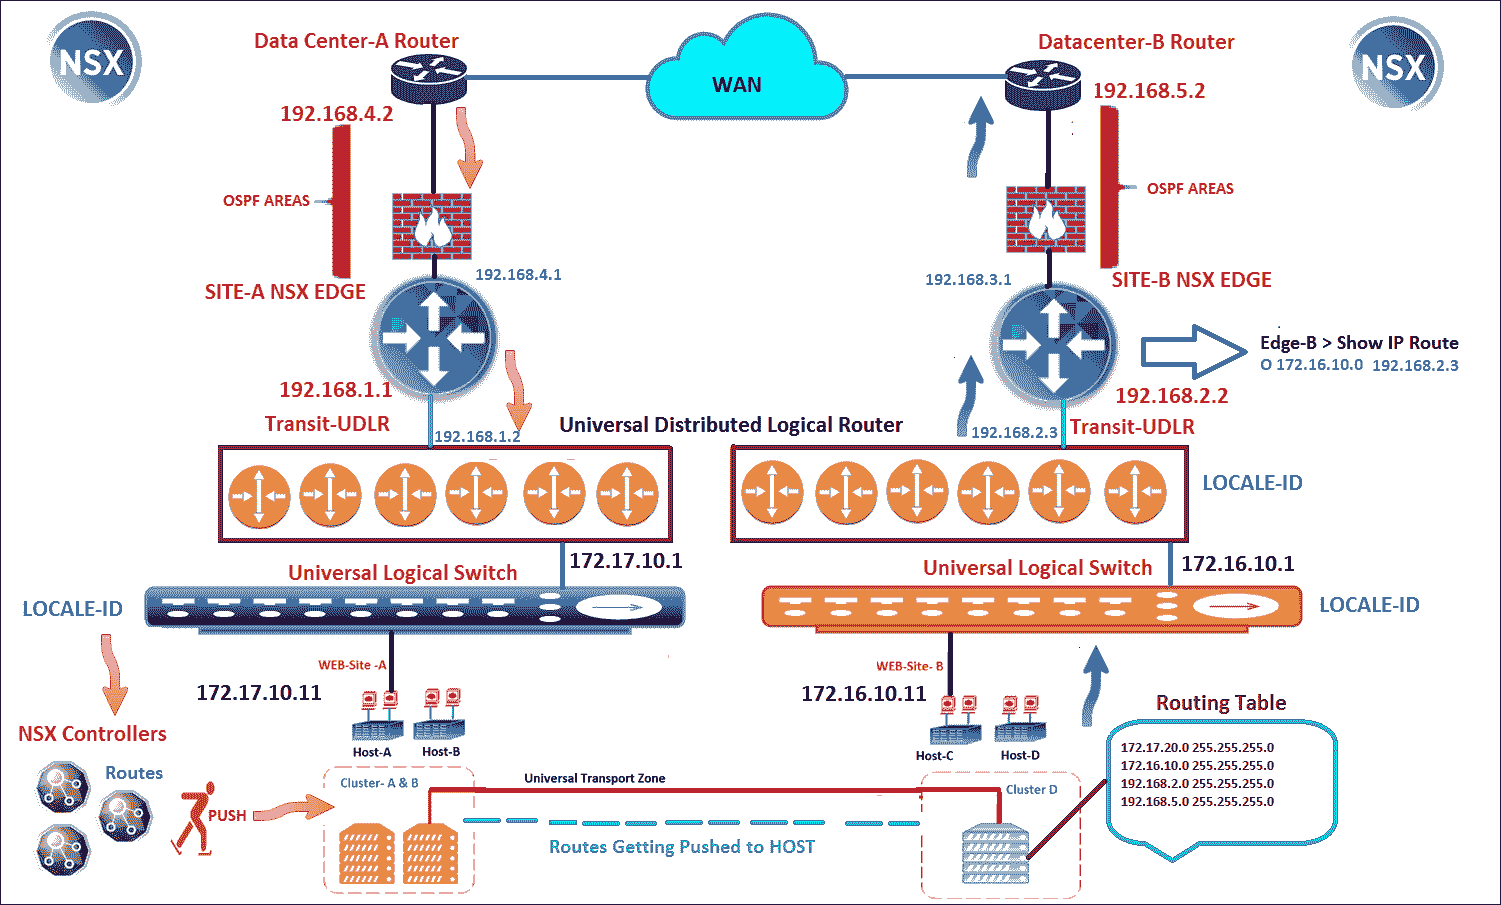 NSX
Data Center-A Router
WAN
Datacenter-B Router
NSX
192.168.4.2
192.168.5.2
OSPF AREAS
OSPF AREAS
192.168.4.1
192.168.3.1
SITE-A NSX EDGE
SITE-B NSX EDGE
Edge-B > Show IP Route
O 172.16.10.0 192.168.2.3
192.168.1.1
192.168.2.2
Transit-UDLR
192.168.1.2
Universal Distributed Logical Router
192.168.2.3
Transit-UDLR
LOCALE-ID
172.17.10.1
172.16.10.1
Universal Logical Switch
Universal Logical Switch
LOCALE-ID
LOCALE-ID
WEB-Site -A
WEB-Site- B
172.17.10.11
172.16.10.11
Host-A
Host-B
Host-C
Host-D
Routing Table
NSX Controllers
Routes
PUSH
Cluster- A & B
Universal Transport Zone
Cluster D
172.17.20.0 255.255.255.0
172.16.10.0 255.255.255.0
192.168.2.0 255.255.255.0
192.168.5.0 255.255.255.0
Routes Getting Pushed to HOST